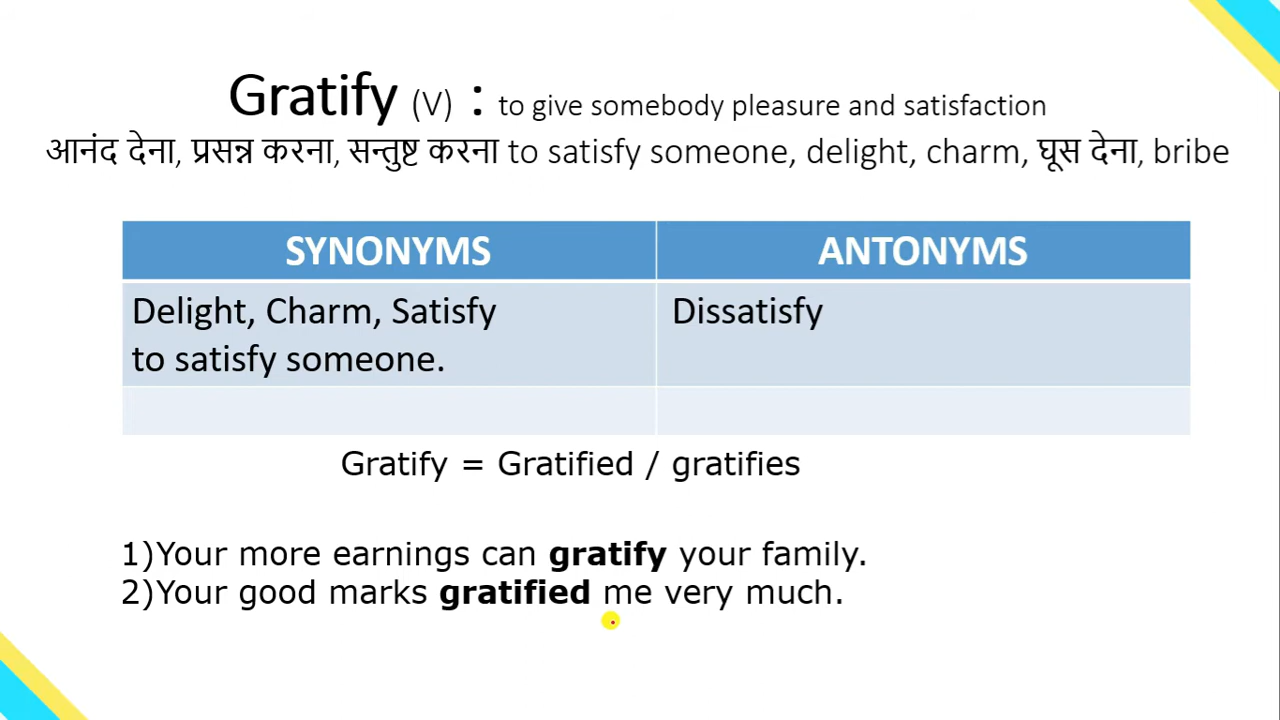 Gratify (V) : to give somebody pleasure and satisfaction
आनंद देना, प्रसन्न करना, सन्तुष्ट करना to satisfy someone, delight, charm, घूस देना, bribe
SYNONYMS ANTONYMS
Delight, Charm, Satisfy Dissatisfy
to satisfy someone.
Gratify = Gratified / gratifies
1)Your more earnings can gratify your family.
2)Your good marks gratified me very much.